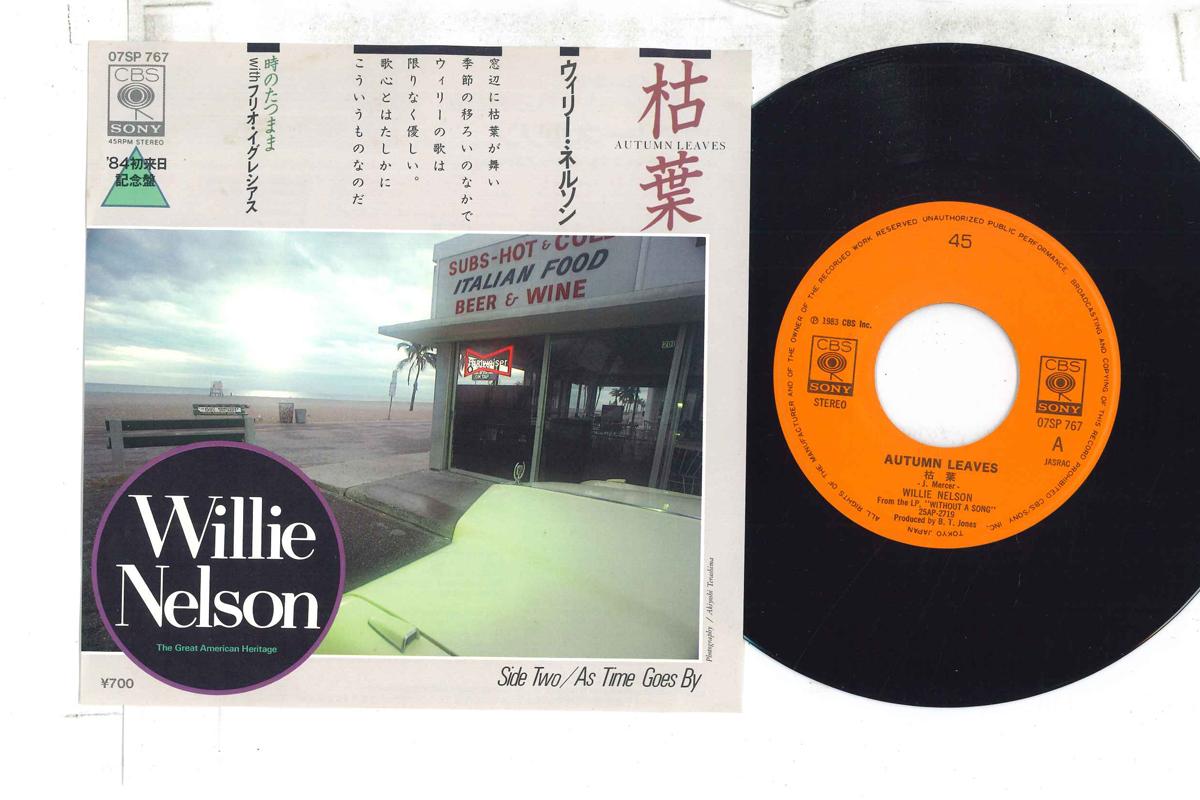 07SP 767
CBS
SONY
45RPM STEREO
'84初来日
記念盤
枯葉
AUTUMN LEAVES
ウィリー・ネルソン
窓辺に枯葉が舞い
季節の移ろいのなかで
ウィリーの歌は
限りなく優しい。
歌心とはたしかに
こういうものなのだ
時のたつまま
withフリオ・イグレシアス
SUBS-HOT & COLD
ITALIAN FOOD
BEER & WINE
Budweiser
ON TAP
Willie
Nelson
The Great American Heritage
Photography / Akiyoshi Terashima
¥700
Side Two/As Time Goes By
ALL RIGHTS OF THE MANUFACTURER AND OF THE OWNER OF THE RECORDED WORK RESERVED UNAUTHORIZED PUBLIC PERFORMANCE, BROADCASTING AND COPYING OF THIS RECORD PROHIBITED CBS/SONY INC. TOKYO JAPAN
45
℗ 1983 CBS Inc.
CBS
SONY
STEREO
CBS
SONY
07SP 767
A
JASRAC
AUTUMN LEAVES
枯葉
- J. Mercer -
WILLIE NELSON
From the LP, "WITHOUT A SONG"
25AP-2719
Produced by B. T. Jones